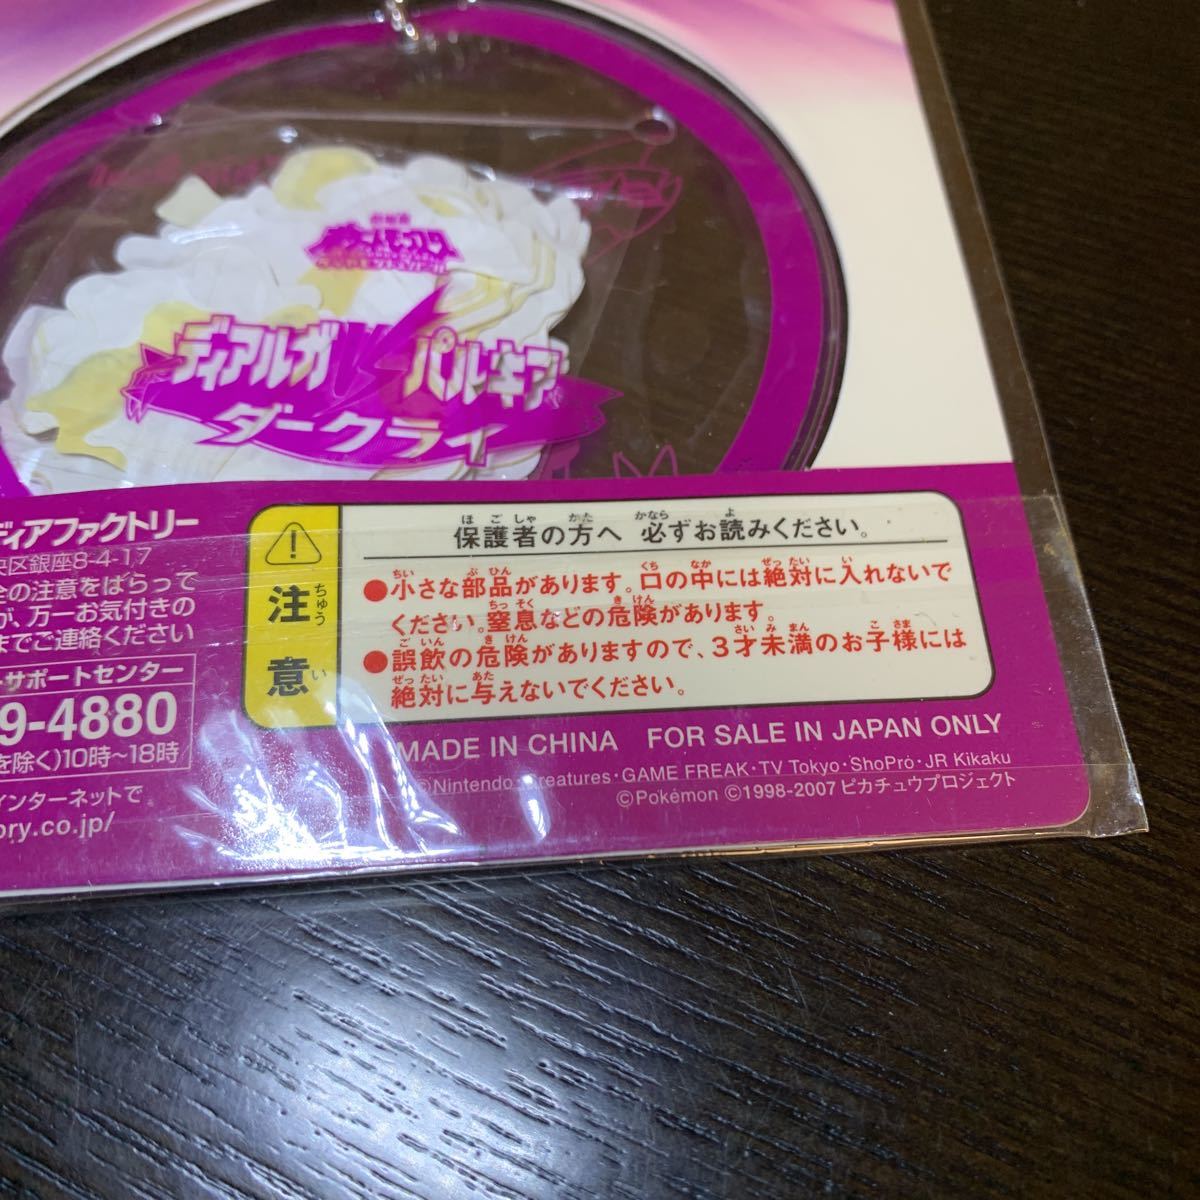 劇場版
ディアルガVSパルキア
ダークライ
ディアファクトリー
央区銀座8-4-17
全の注意をはらって
が、万一お気付きの
までご連絡ください
ーサポートセンター
9-4880
を除く)10時〜18時
インターネットで
ory.co.jp/
注意
ちゅうい
保護者の方へ 必ずお読みください。
●小さな部品があります。口の中には絶対に入れないで
ください。窒息などの危険があります。
●誤飲の危険がありますので、3才未満のお子様には
絶対に与えないでください。
MADE IN CHINA FOR SALE IN JAPAN ONLY
©Nintendo·Creatures·GAME FREAK·TV Tokyo·ShoPro·JR Kikaku
©Pokémon ©1998-2007 ピカチュウプロジェクト